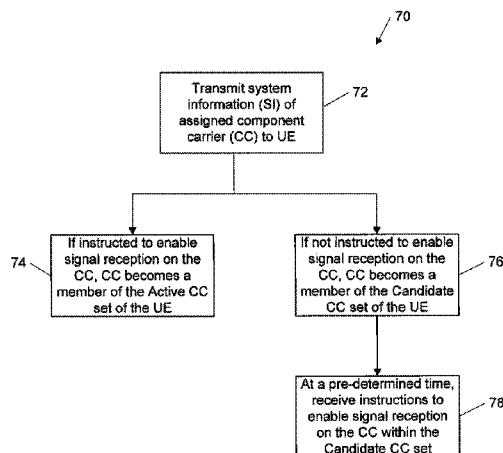 70
Transmit system
information (SI) of
assigned component
carrier (CC) to UE
72
74
If instructed to enable
signal reception on the
CC, CC becomes a
member of the Active CC
set of the UE
If not instructed to enable
signal reception on the
CC, CC becomes a
member of the Candidate
CC set of the UE
76
At a pre-determined time,
receive instructions to
enable signal reception
on the CC within the
Candidate CC set
78